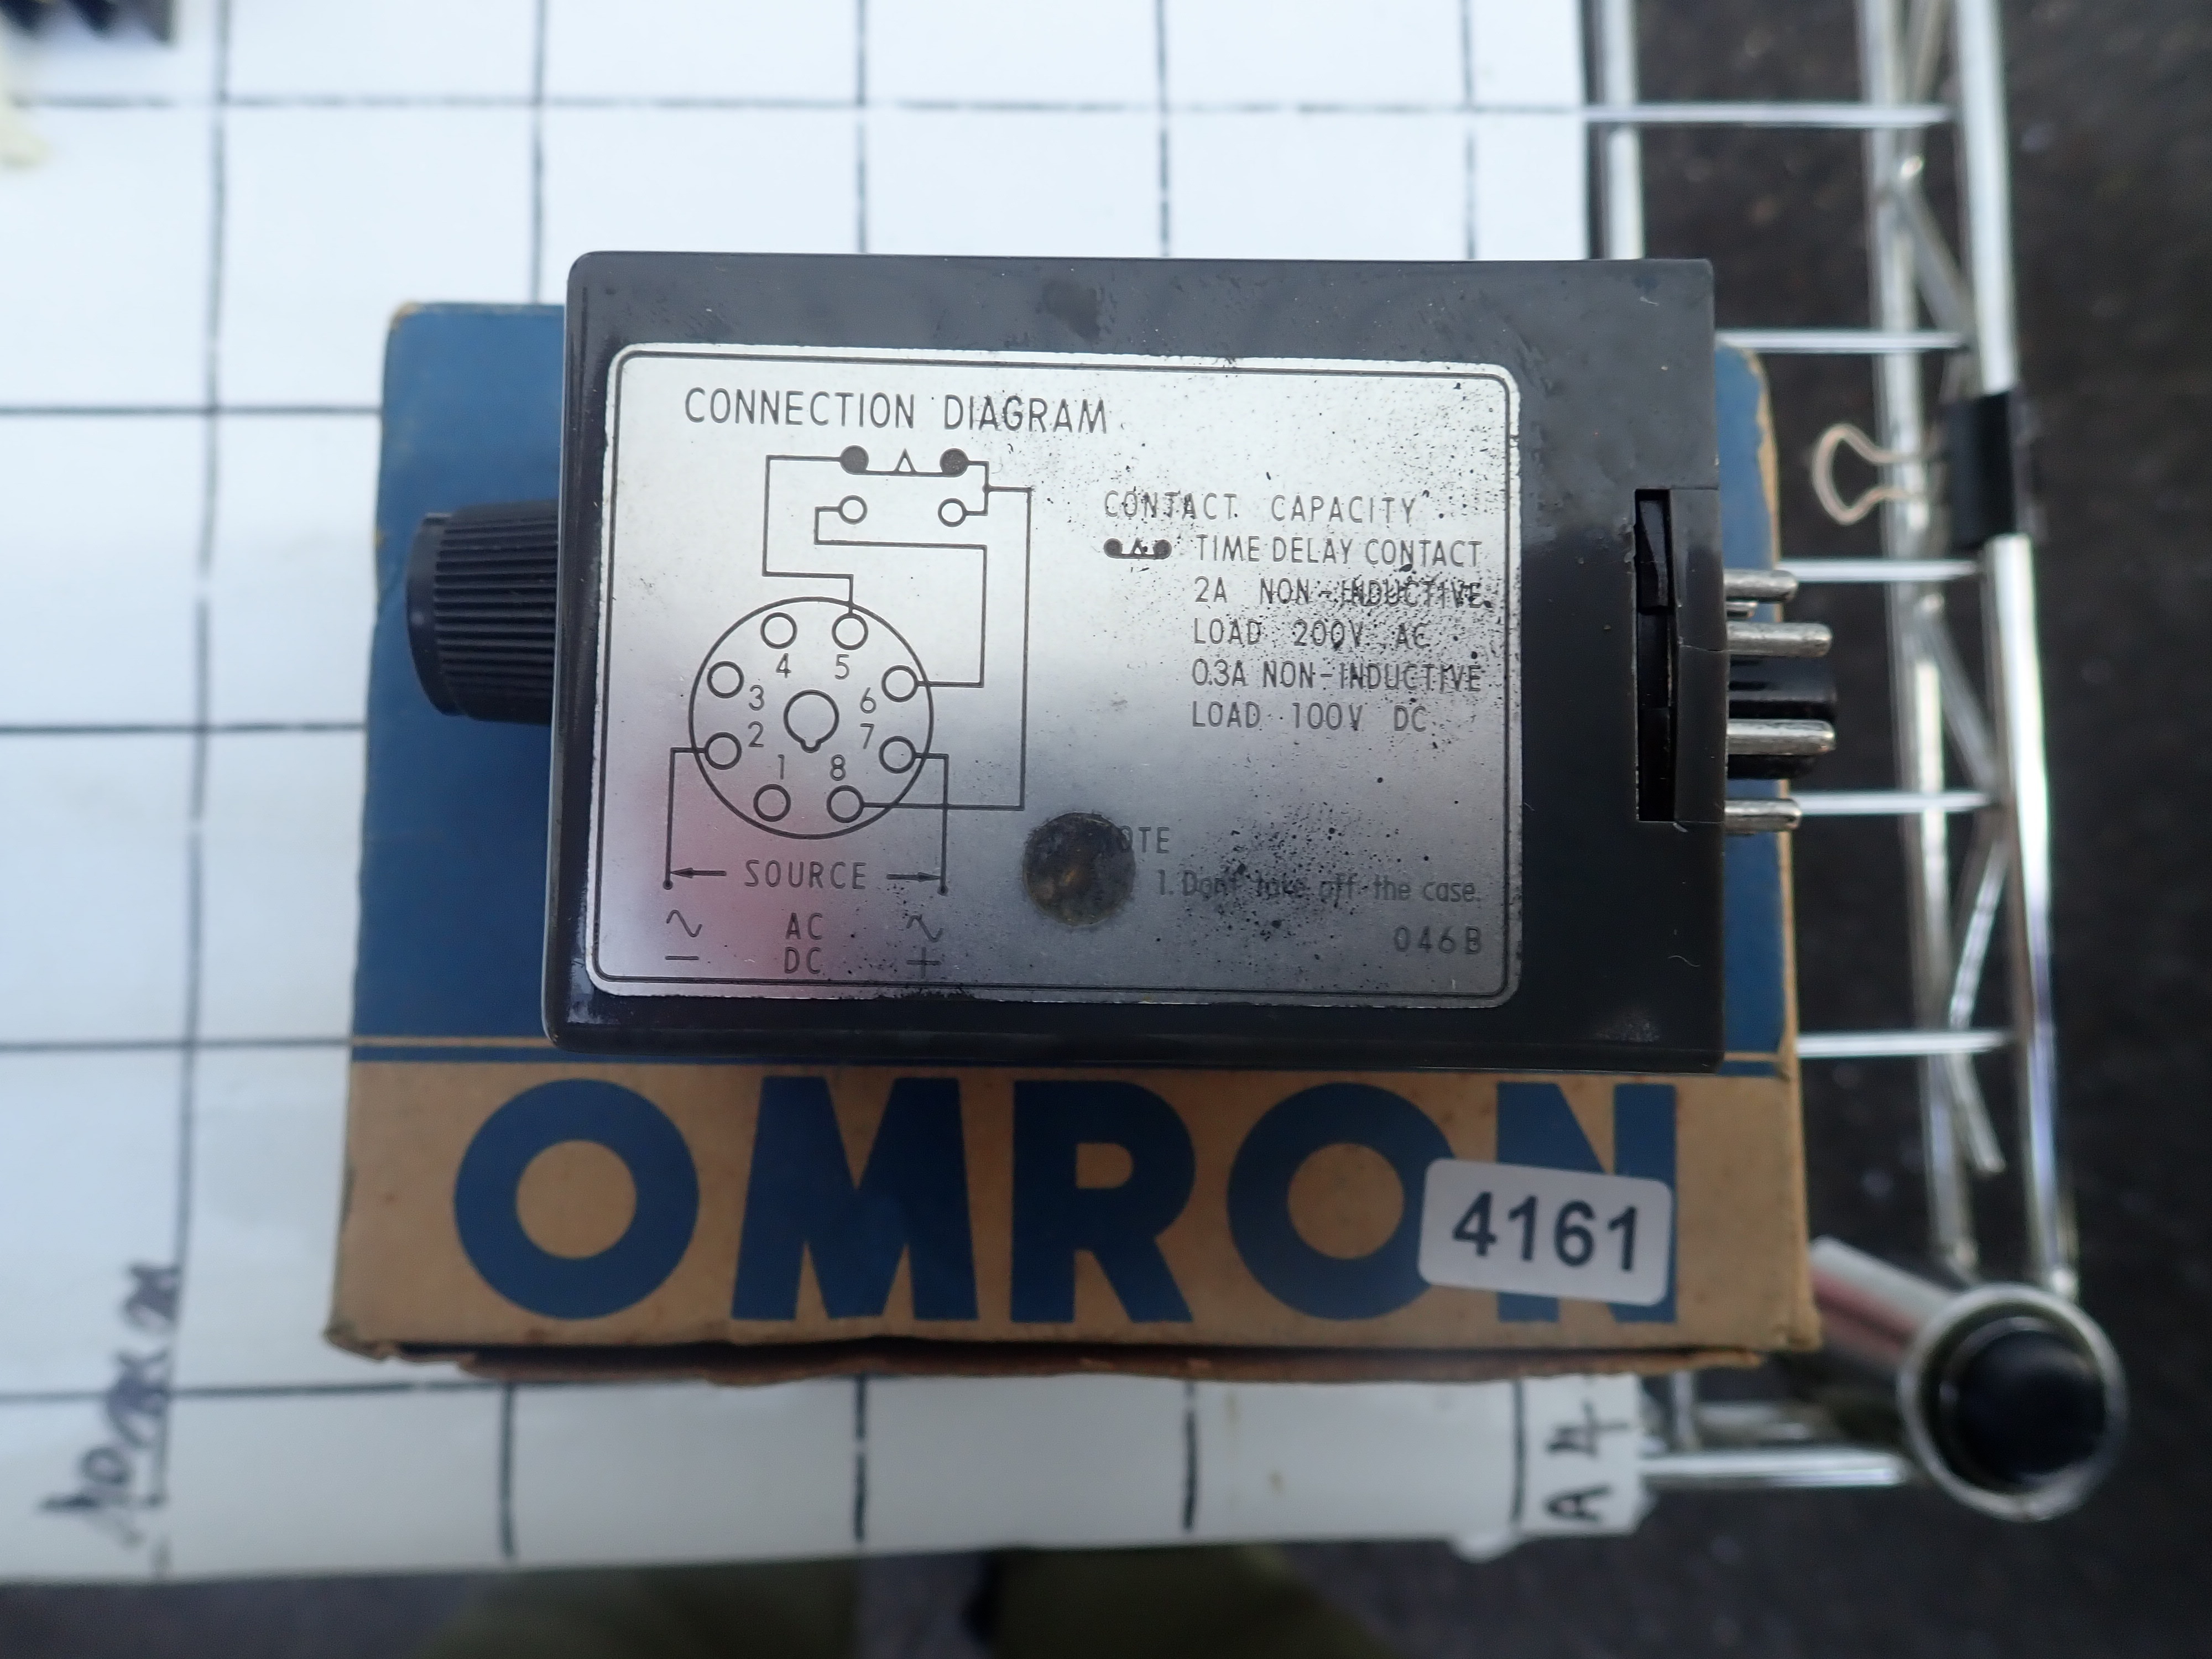 CONNECTION DIAGRAM
CONTACT CAPACITY
TIME DELAY CONTACT
2A NON-INDUCTIVE
LOAD 200V AC
0.3A NON-INDUCTIVE
LOAD 100V DC
4 5
3 6
2 7
1 8
SOURCE
AC
DC
1. Don't take off the case.
046B
OMRON
4161
A4